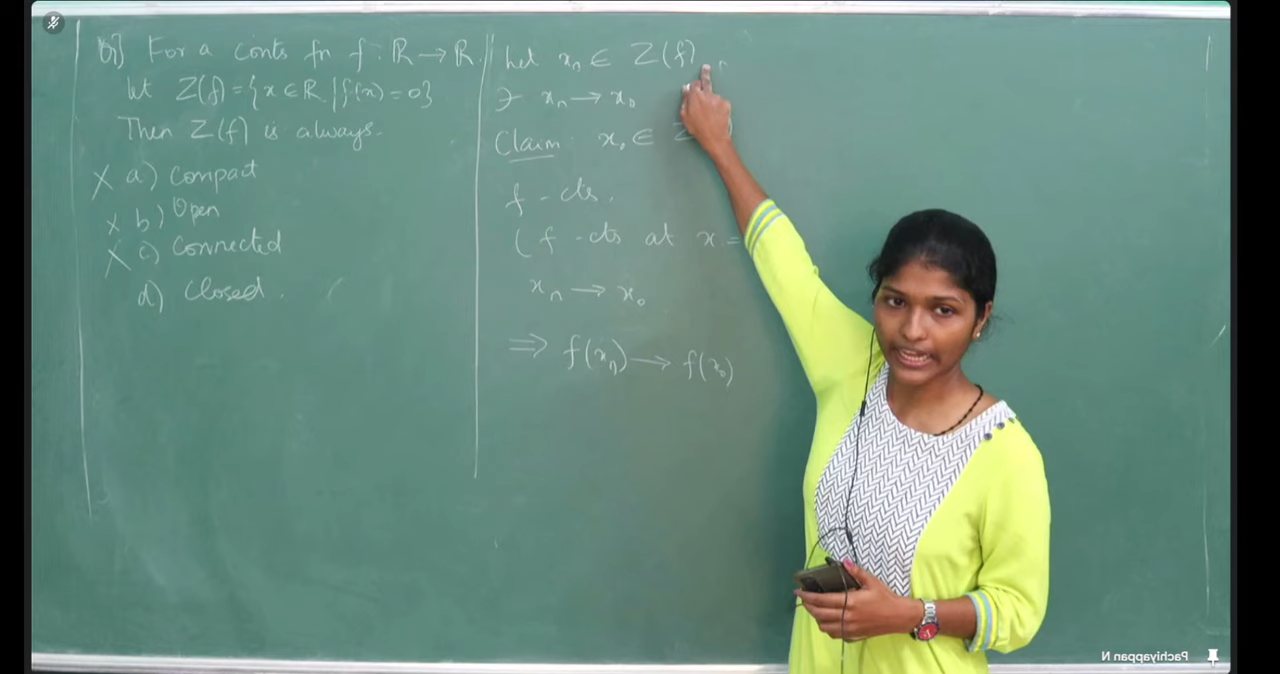 For a conts fn f: ℝ → ℝ.
let Z(f) = {x ∈ ℝ | f(x) = 0}
Then Z(f) is always.
X a) Compact
X b) Open
X c) Connected
d) Closed.
Let xₙ ∈ Z(f)
xₙ → x₀
Claim: x₀ ∈ Z
f - cts.
( f - cts at x =
xₙ → x₀
⇒ f(xₙ) → f(x₀)
Pachiyappan N